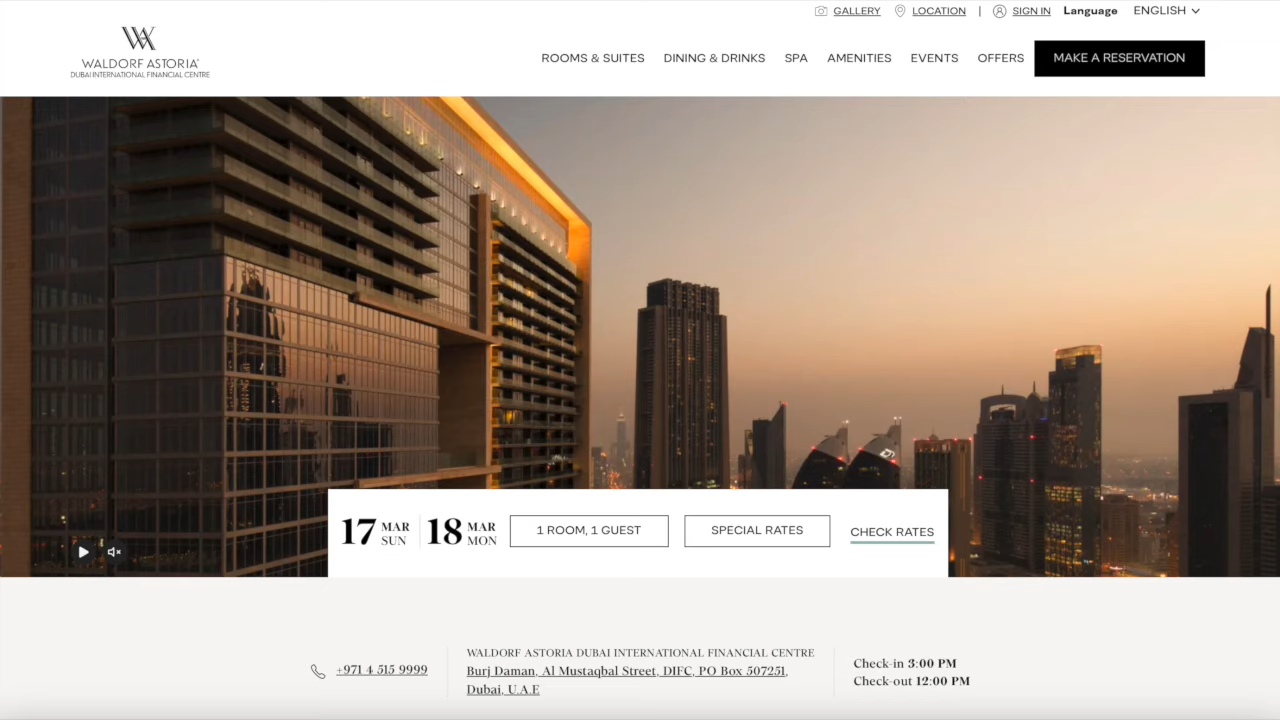 GALLERY
LOCATION
|
SIGN IN
Language
ENGLISH
WALDORF ASTORIA
DUBAI INTERNATIONAL FINANCIAL CENTRE
ROOMS & SUITES
DINING & DRINKS
SPA
AMENITIES
EVENTS
OFFERS
MAKE A RESERVATION
17 MAR SUN
18 MAR MON
1 ROOM, 1 GUEST
SPECIAL RATES
CHECK RATES
+971 4 515 9999
WALDORF ASTORIA DUBAI INTERNATIONAL FINANCIAL CENTRE
Burj Daman, Al Mustaqbal Street, DIFC, PO Box 507251,
Dubai, U.A.E
Check-in 3:00 PM
Check-out 12:00 PM